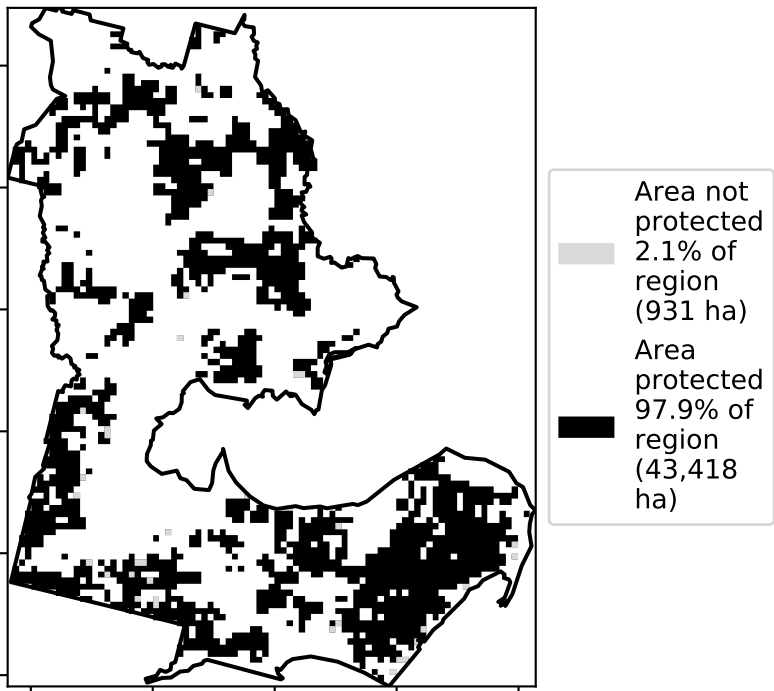 Area not
protected
2.1% of
region
(931 ha)
Area
protected
97.9% of
region
(43,418
ha)